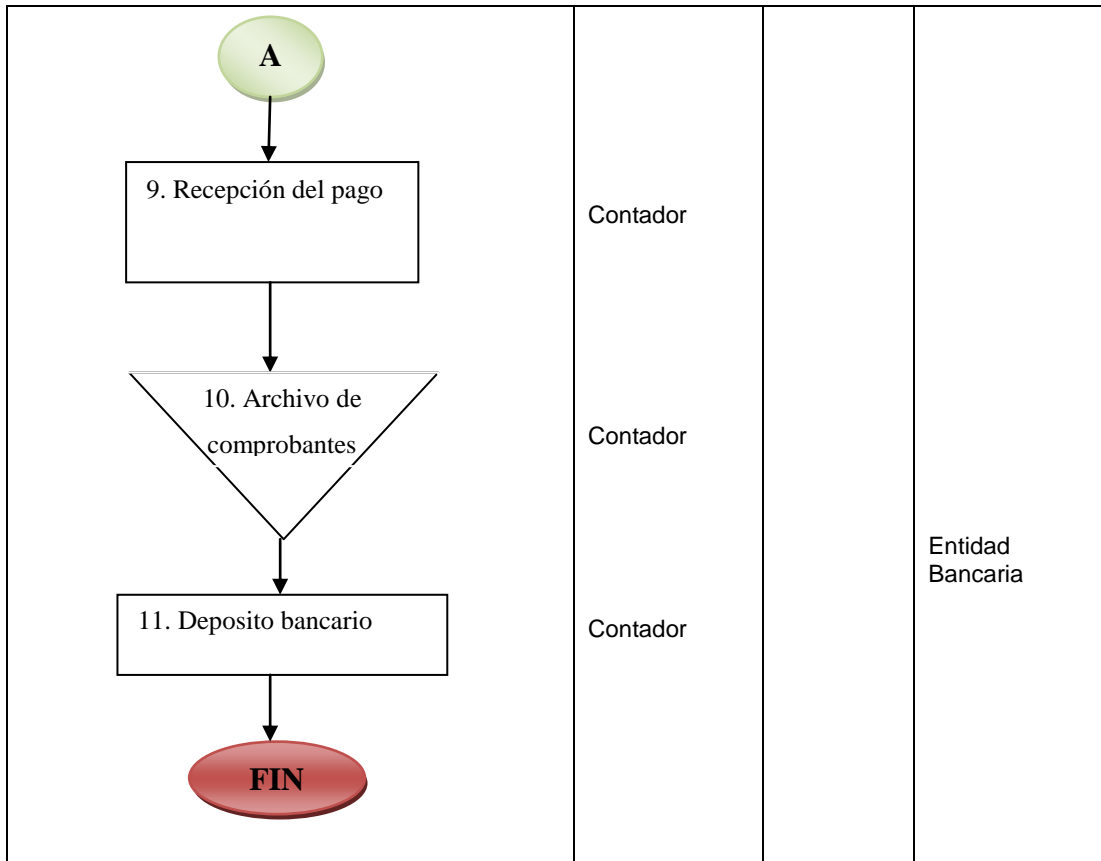 A
9. Recepción del pago
Contador
10. Archivo de
comprobantes
Contador
Entidad
Bancaria
11. Deposito bancario
Contador
FIN